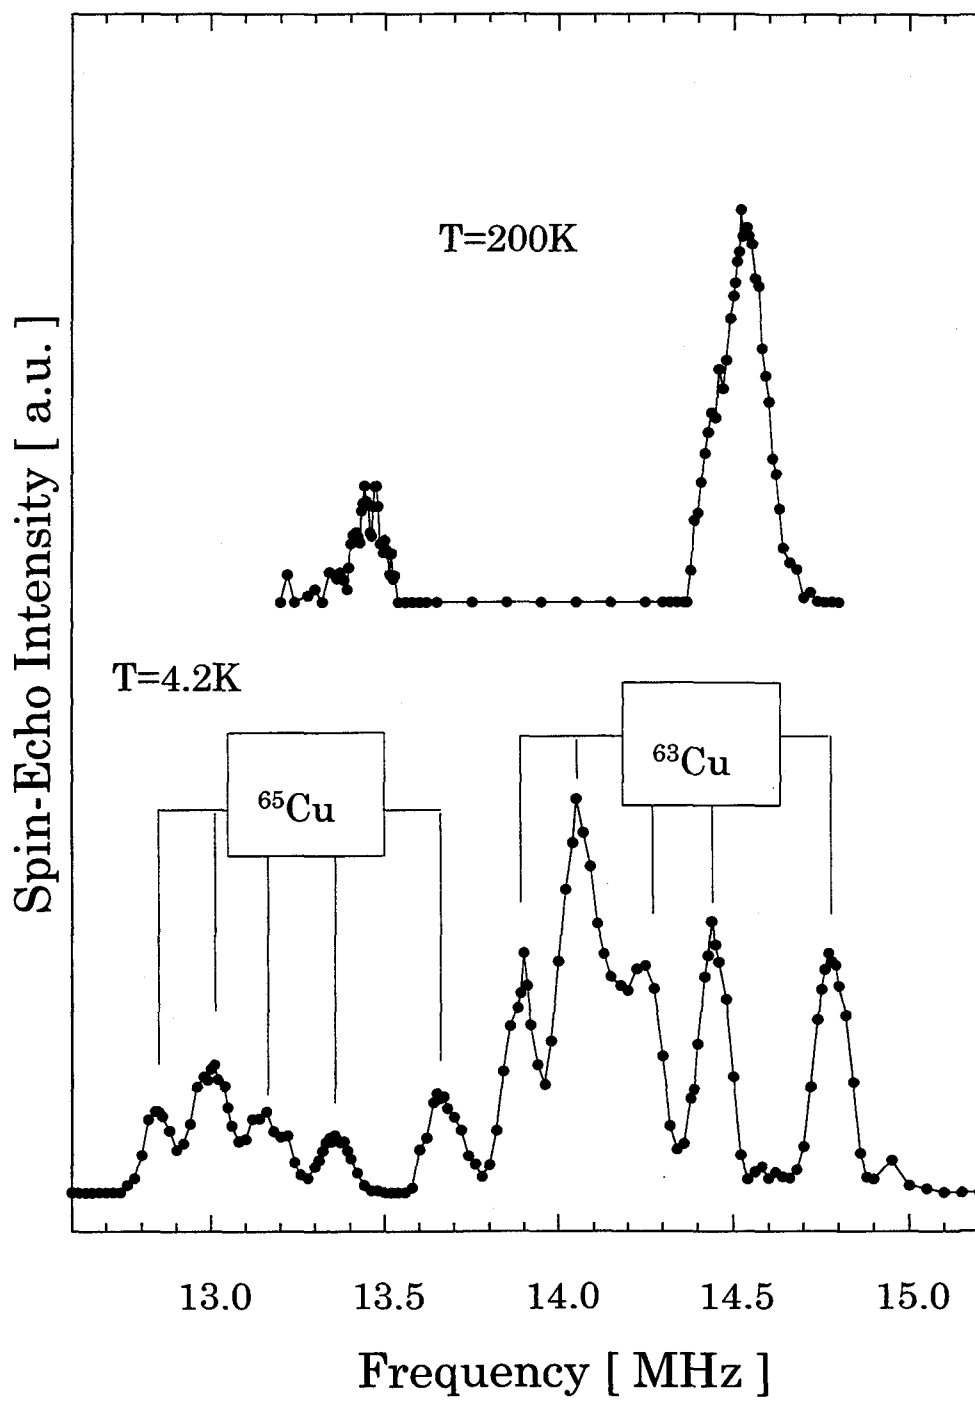 T=200K
Spin-Echo Intensity [ a.u. ]
T=4.2K
⁶³Cu
⁶⁵Cu
13.0 13.5 14.0 14.5 15.0
Frequency [ MHz ]